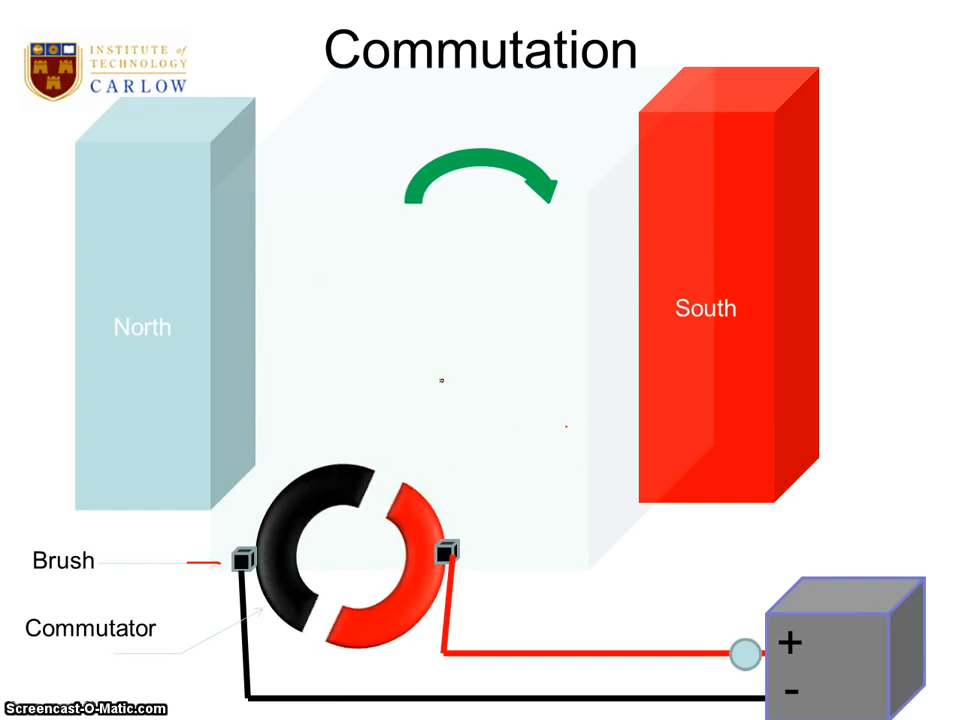 Commutation
INSTITUTE of
TECHNOLOGY
CARLOW
North
South
Brush
Commutator
+
-
Screencast-O-Matic.com